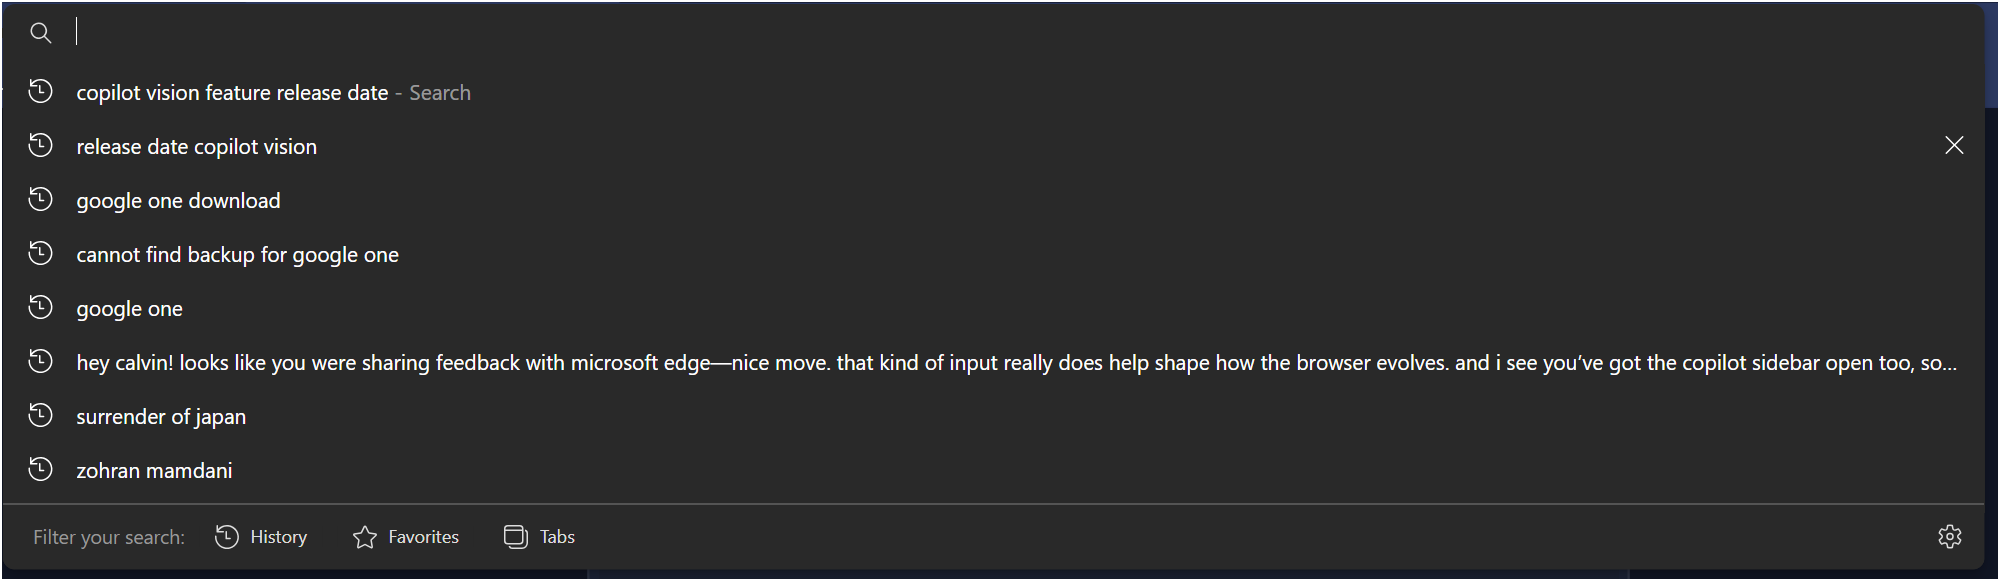 copilot vision feature release date - Search
release date copilot vision
google one download
cannot find backup for google one
google one
hey calvin! looks like you were sharing feedback with microsoft edge—nice move. that kind of input really does help shape how the browser evolves. and i see you’ve got the copilot sidebar open too, so...
surrender of japan
zohran mamdani
Filter your search: History Favorites Tabs